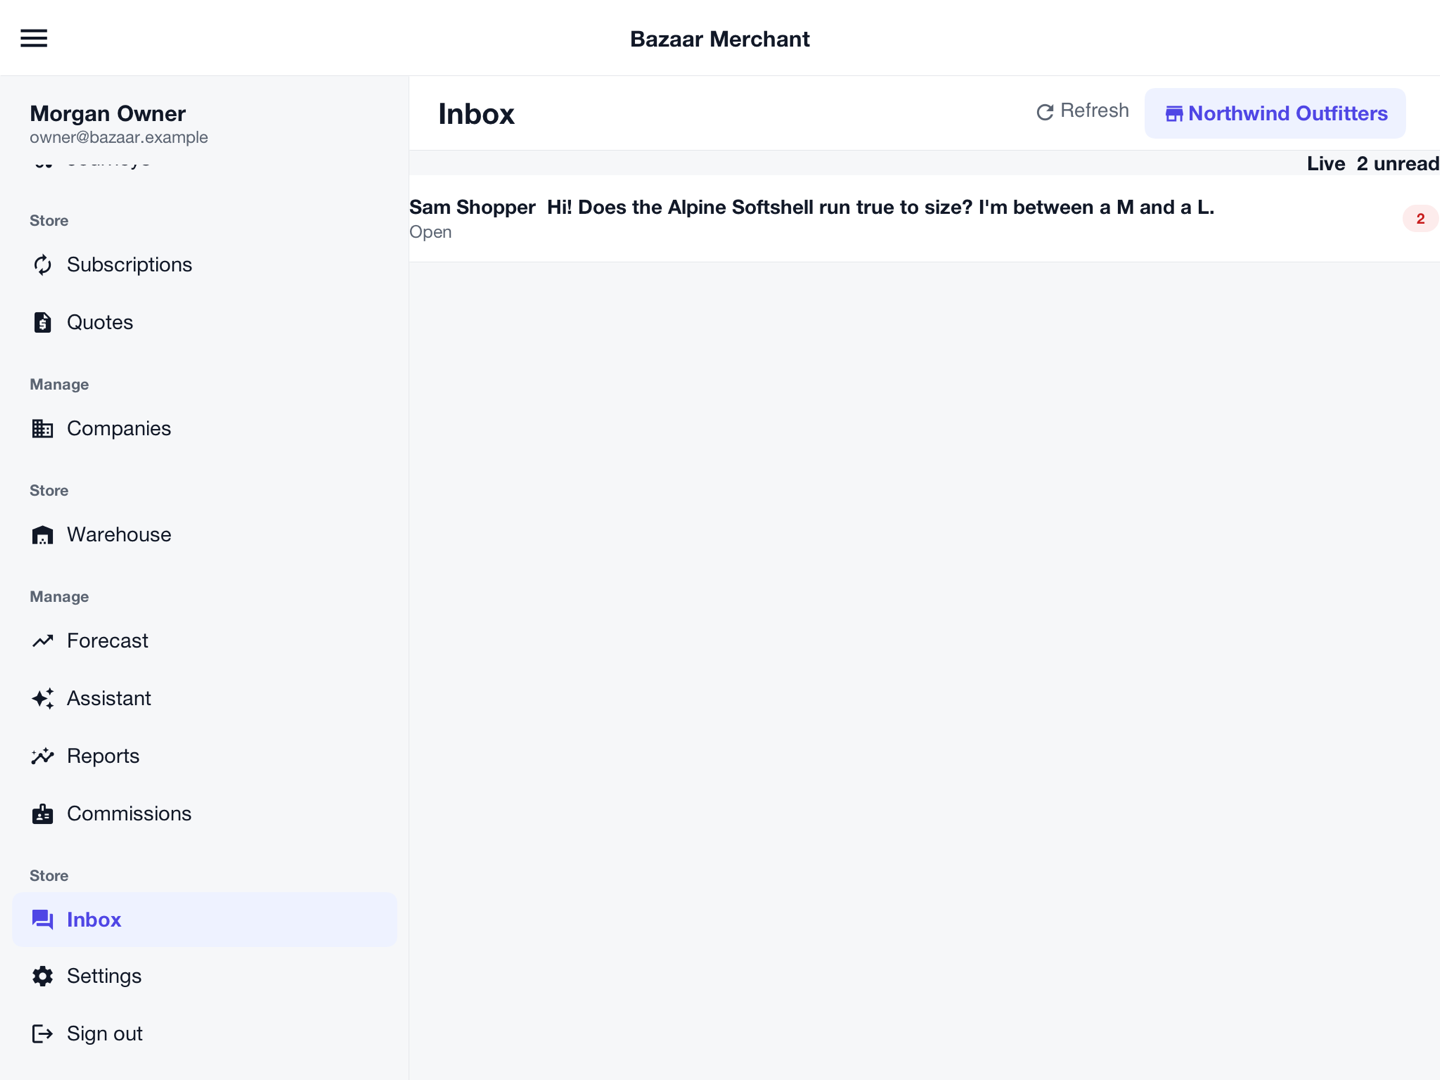 Bazaar Merchant
Morgan Owner
owner@bazaar.example
Store
Subscriptions
Quotes
Manage
Companies
Store
Warehouse
Manage
Forecast
Assistant
Reports
Commissions
Store
Inbox
Settings
Sign out
Inbox
Refresh
Northwind Outfitters
Live 2 unread
Sam Shopper Hi! Does the Alpine Softshell run true to size? I'm between a M and a L.
Open
2